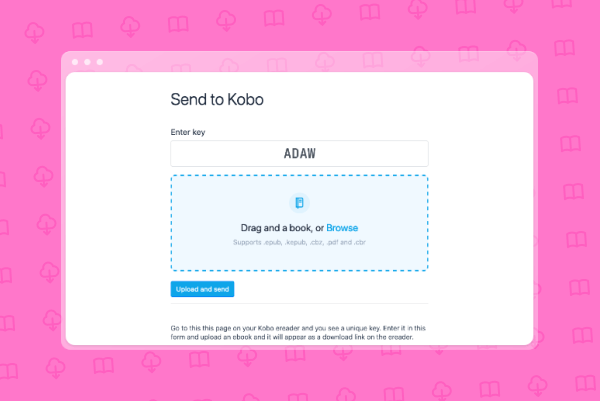 Send to Kobo
Enter key
ADAW
Drag and a book, or Browse
Supports .epub, .kepub, .cbz, .pdf and .cbr
Upload and send
Go to this this page on your Kobo ereader and you see a unique key. Enter it in this
form and upload an ebook and it will appear as a download link on the ereader.